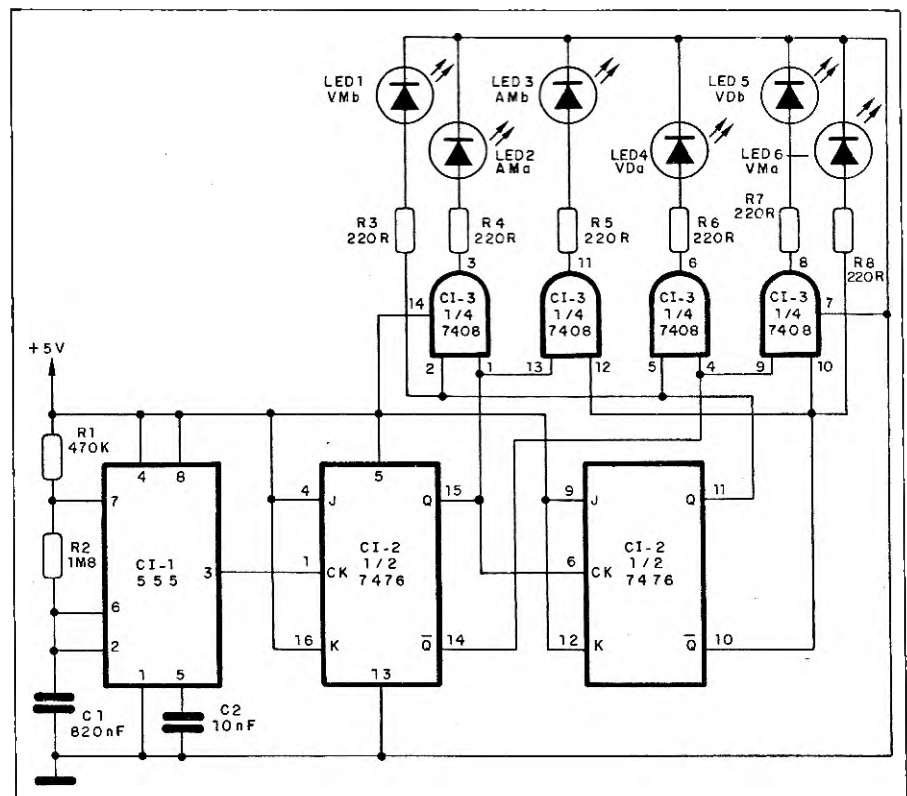 LED1
VMb
LED3
AMb
LED5
VDb
LED2
AMa
LED4
VDa
LED6
VMa
R3
220R
R4
220R
R5
220R
R6
220R
R7
220R
R8
220R
3
11
6
8
14
CI-3
1/4
7408
CI-3
1/4
7408
CI-3
1/4
7408
CI-3
1/4
7408
7
2
1
13
12
5
4
9
10
+5V
R1
470K
4
8
7
R2
1M8
CI-1
555
3
6
2
1
5
C1
820nF
C2
10nF
5
4
J
Q
15
CI-2
1/2
7476
1
CK
16
K
Q̅
14
13
9
J
Q
11
CI-2
1/2
7476
6
CK
12
K
Q̅
10